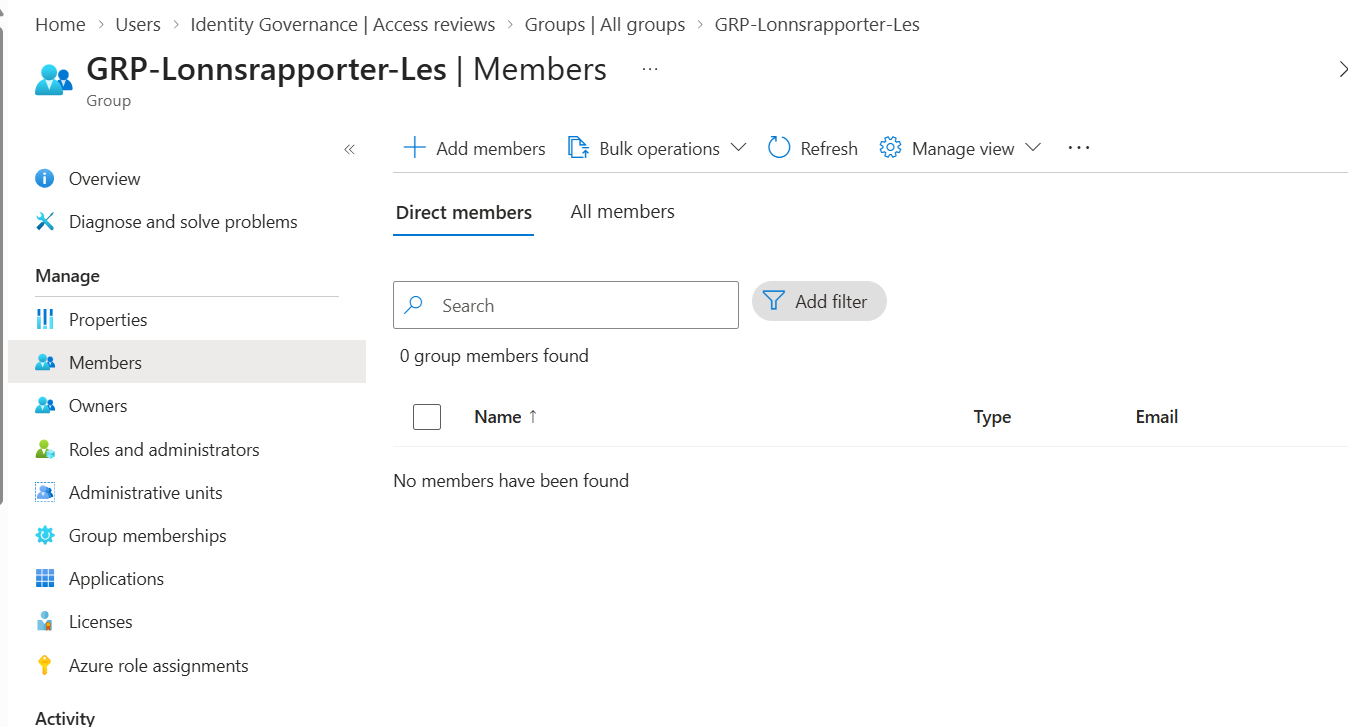 Home > Users > Identity Governance | Access reviews > Groups | All groups > GRP-Lonnsrapporter-Les
GRP-Lonnsrapporter-Les | Members ...
Group
Overview
Diagnose and solve problems
Manage
Properties
Members
Owners
Roles and administrators
Administrative units
Group memberships
Applications
Licenses
Azure role assignments
Activity
Add members Bulk operations Refresh Manage view ...
Direct members All members
Search Add filter
0 group members found
Name ↑ Type Email
No members have been found